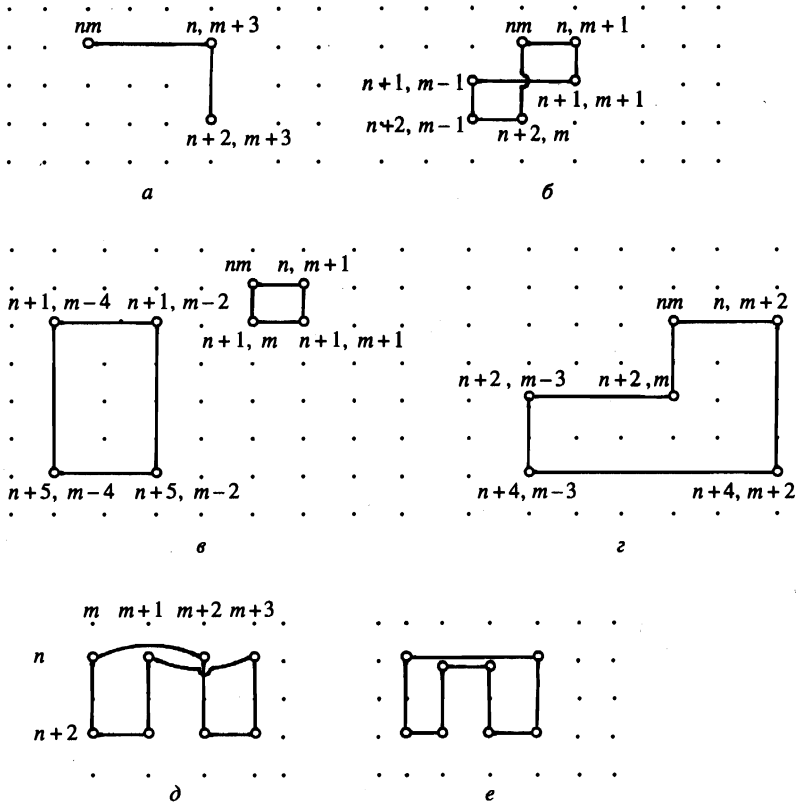 nm n, m+3
n+2, m+3
а
nm n, m+1
n+1, m−1
n+1, m+1
n+2, m−1
n+2, m
б
nm n, m+1
n+1, m−4 n+1, m−2
n+1, m n+1, m+1
n+5, m−4 n+5, m−2
в
nm n, m+2
n+2, m−3 n+2, m
n+4, m−3 n+4, m+2
г
m m+1 m+2 m+3
n
n+2
д
е